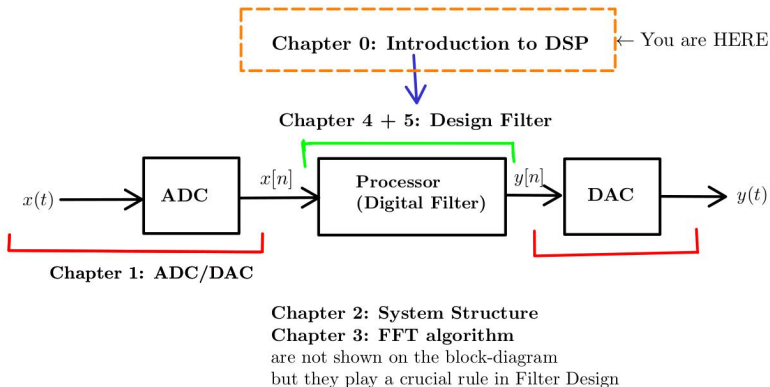 Chapter 0: Introduction to DSP
← You are HERE
Chapter 4 + 5: Design Filter
x(t)
ADC
x[n]
Processor
(Digital Filter)
y[n]
DAC
y(t)
Chapter 1: ADC/DAC
Chapter 2: System Structure
Chapter 3: FFT algorithm
are not shown on the block-diagram
but they play a crucial rule in Filter Design